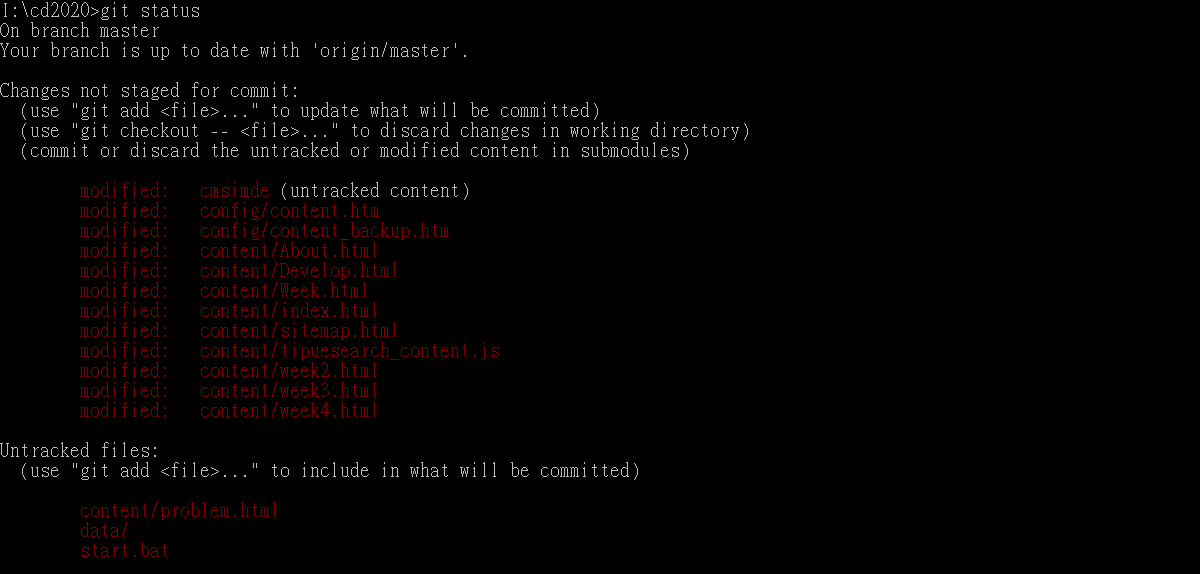 I:\cd2020>git status
On branch master
Your branch is up to date with 'origin/master'.
Changes not staged for commit:
(use "git add <file>..." to update what will be committed)
(use "git checkout -- <file>..." to discard changes in working directory)
(commit or discard the untracked or modified content in submodules)
modified: cmsimde (untracked content)
modified: config/content.htm
modified: config/content_backup.htm
modified: content/About.html
modified: content/Develop.html
modified: content/Week.html
modified: content/index.html
modified: content/sitemap.html
modified: content/tipuesearch_content.js
modified: content/week2.html
modified: content/week3.html
modified: content/week4.html
Untracked files:
(use "git add <file>..." to include in what will be committed)
content/problem.html
data/
start.bat